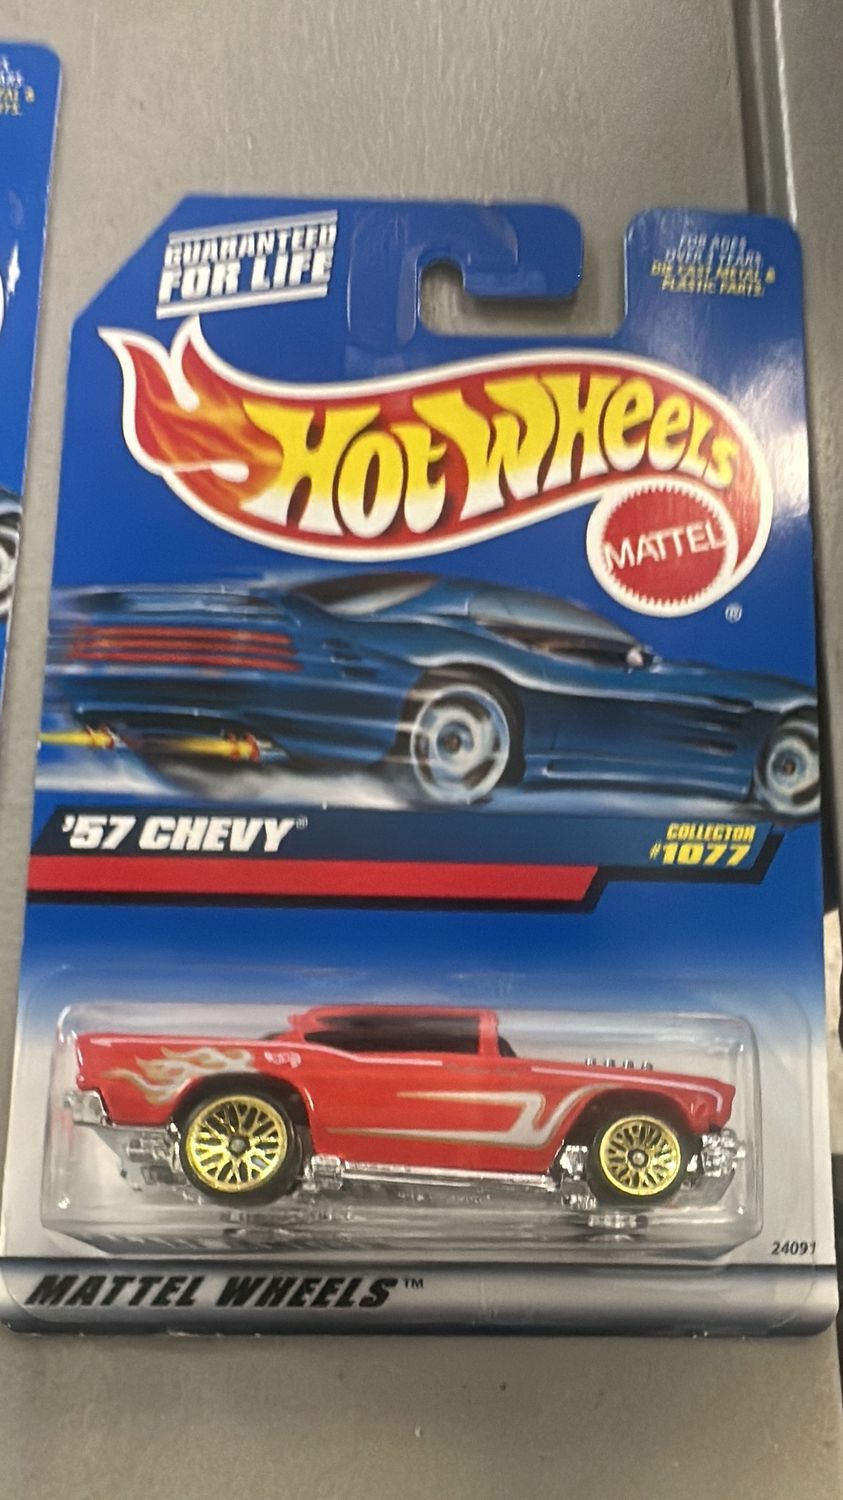 GUARANTEED
FOR LIFE
FOR AGES
OVER 3 YEARS.
DIE CAST METAL &
PLASTIC PARTS.
HOT WHEELS
MATTEL
®
'57 CHEVY®
COLLECTOR
#1077
24091
MATTEL WHEELS™